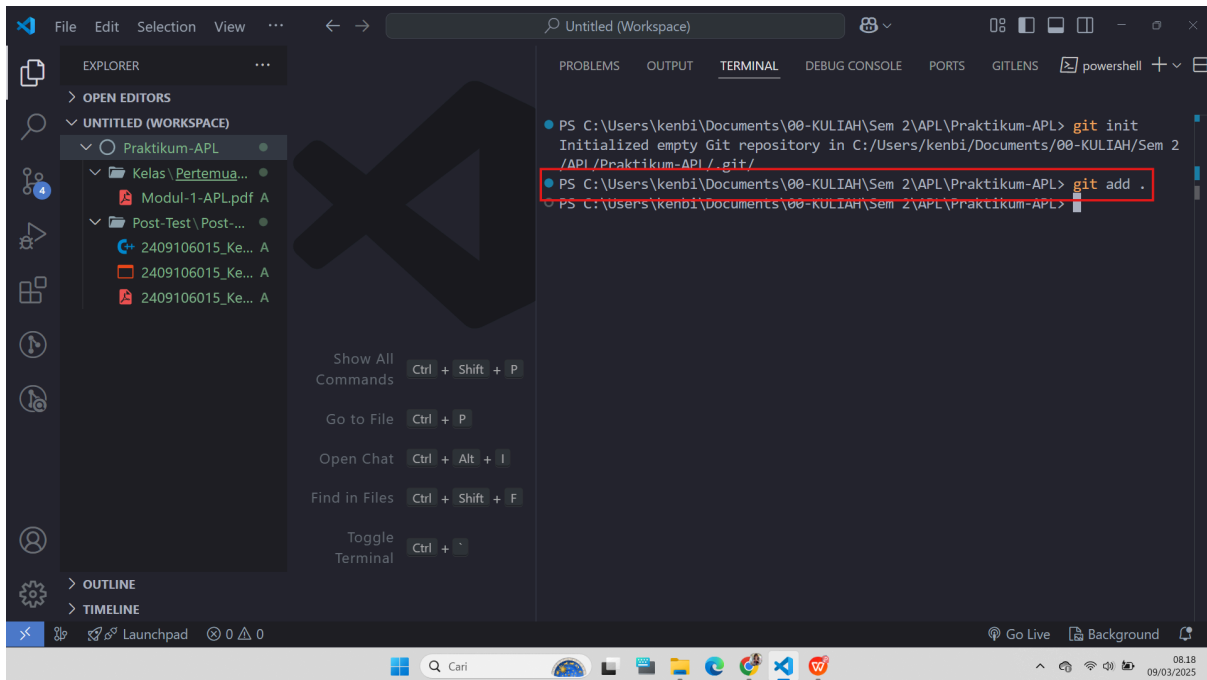 File Edit Selection View ··· Untitled (Workspace)
EXPLORER ···
OPEN EDITORS
UNTITLED (WORKSPACE)
Praktikum-APL
Kelas\Pertemua...
Modul-1-APL.pdf A
Post-Test\Post-...
2409106015_Ke... A
2409106015_Ke... A
2409106015_Ke... A
OUTLINE
TIMELINE
4
Show All Commands Ctrl + Shift + P
Go to File Ctrl + P
Open Chat Ctrl + Alt + I
Find in Files Ctrl + Shift + F
Toggle Terminal Ctrl + `
PROBLEMS OUTPUT TERMINAL DEBUG CONSOLE PORTS GITLENS powershell
PS C:\Users\kenbi\Documents\00-KULIAH\Sem 2\APL\Praktikum-APL> git init
Initialized empty Git repository in C:/Users/kenbi/Documents/00-KULIAH/Sem 2
/APL/Praktikum-APL/.git/
PS C:\Users\kenbi\Documents\00-KULIAH\Sem 2\APL\Praktikum-APL> git add .
PS C:\Users\kenbi\Documents\00-KULIAH\Sem 2\APL\Praktikum-APL>
Launchpad 0 0 Go Live Background
Cari
08.18
09/03/2025